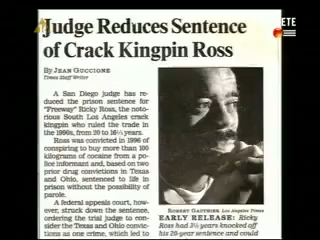 ETE
Judge Reduces Sentence
of Crack Kingpin Ross
By JEAN GUCCIONE
Times Staff Writer
A San Diego judge has re-
duced the prison sentence for
"Freeway" Ricky Ross, the no-
torious South Los Angeles crack
kingpin who ruled the trade in
the 1990s, from 20 to 16½ years.
Ross was convicted in 1996 of
conspiring to buy more than 100
kilograms of cocaine from a po-
lice informant and, based on two
prior drug convictions in Texas
and Ohio, sentenced to life in
prison without the possibility of
parole.
A federal appeals court, how-
ever, struck down the sentence,
ordering the trial judge to con-
sider the Texas and Ohio convic-
tions as one crime, which led to
ROBERT GAUTHIER Los Angeles Times
EARLY RELEASE: Ricky
Ross had 3½ years knocked off
his 20-year sentence and could